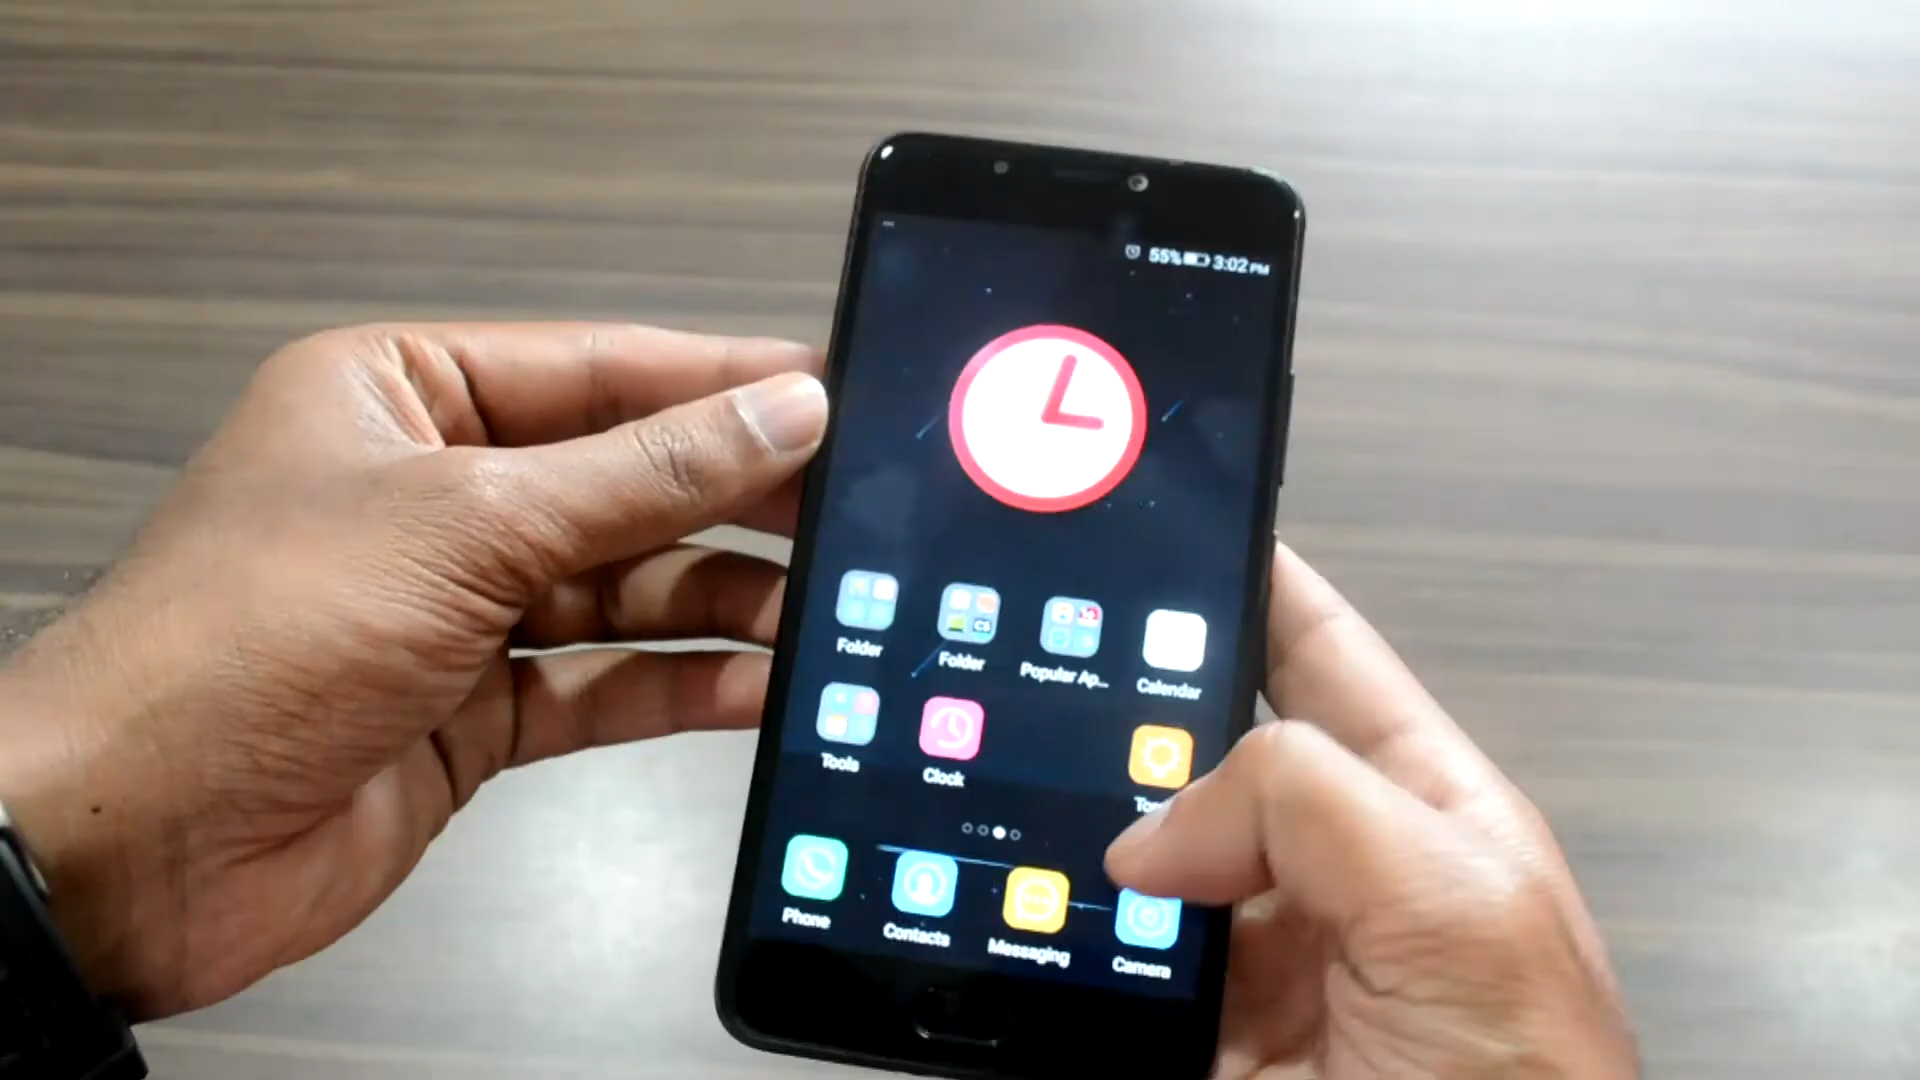 55% 3:02 PM
Folder Folder Popular Ap... Calendar
Tools Clock
Phone Contacts Messaging Camera